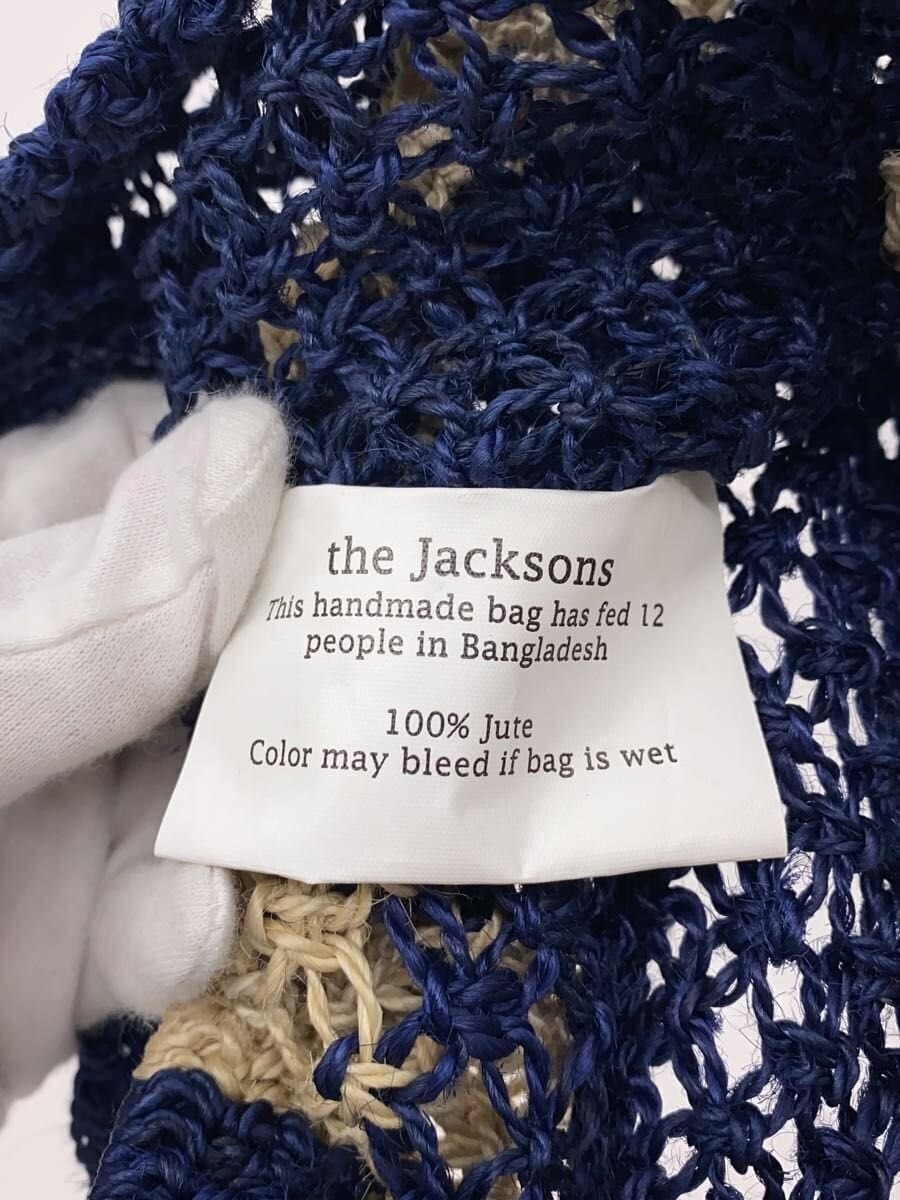 the Jacksons
This handmade bag has fed 12
people in Bangladesh
100% Jute
Color may bleed if bag is wet